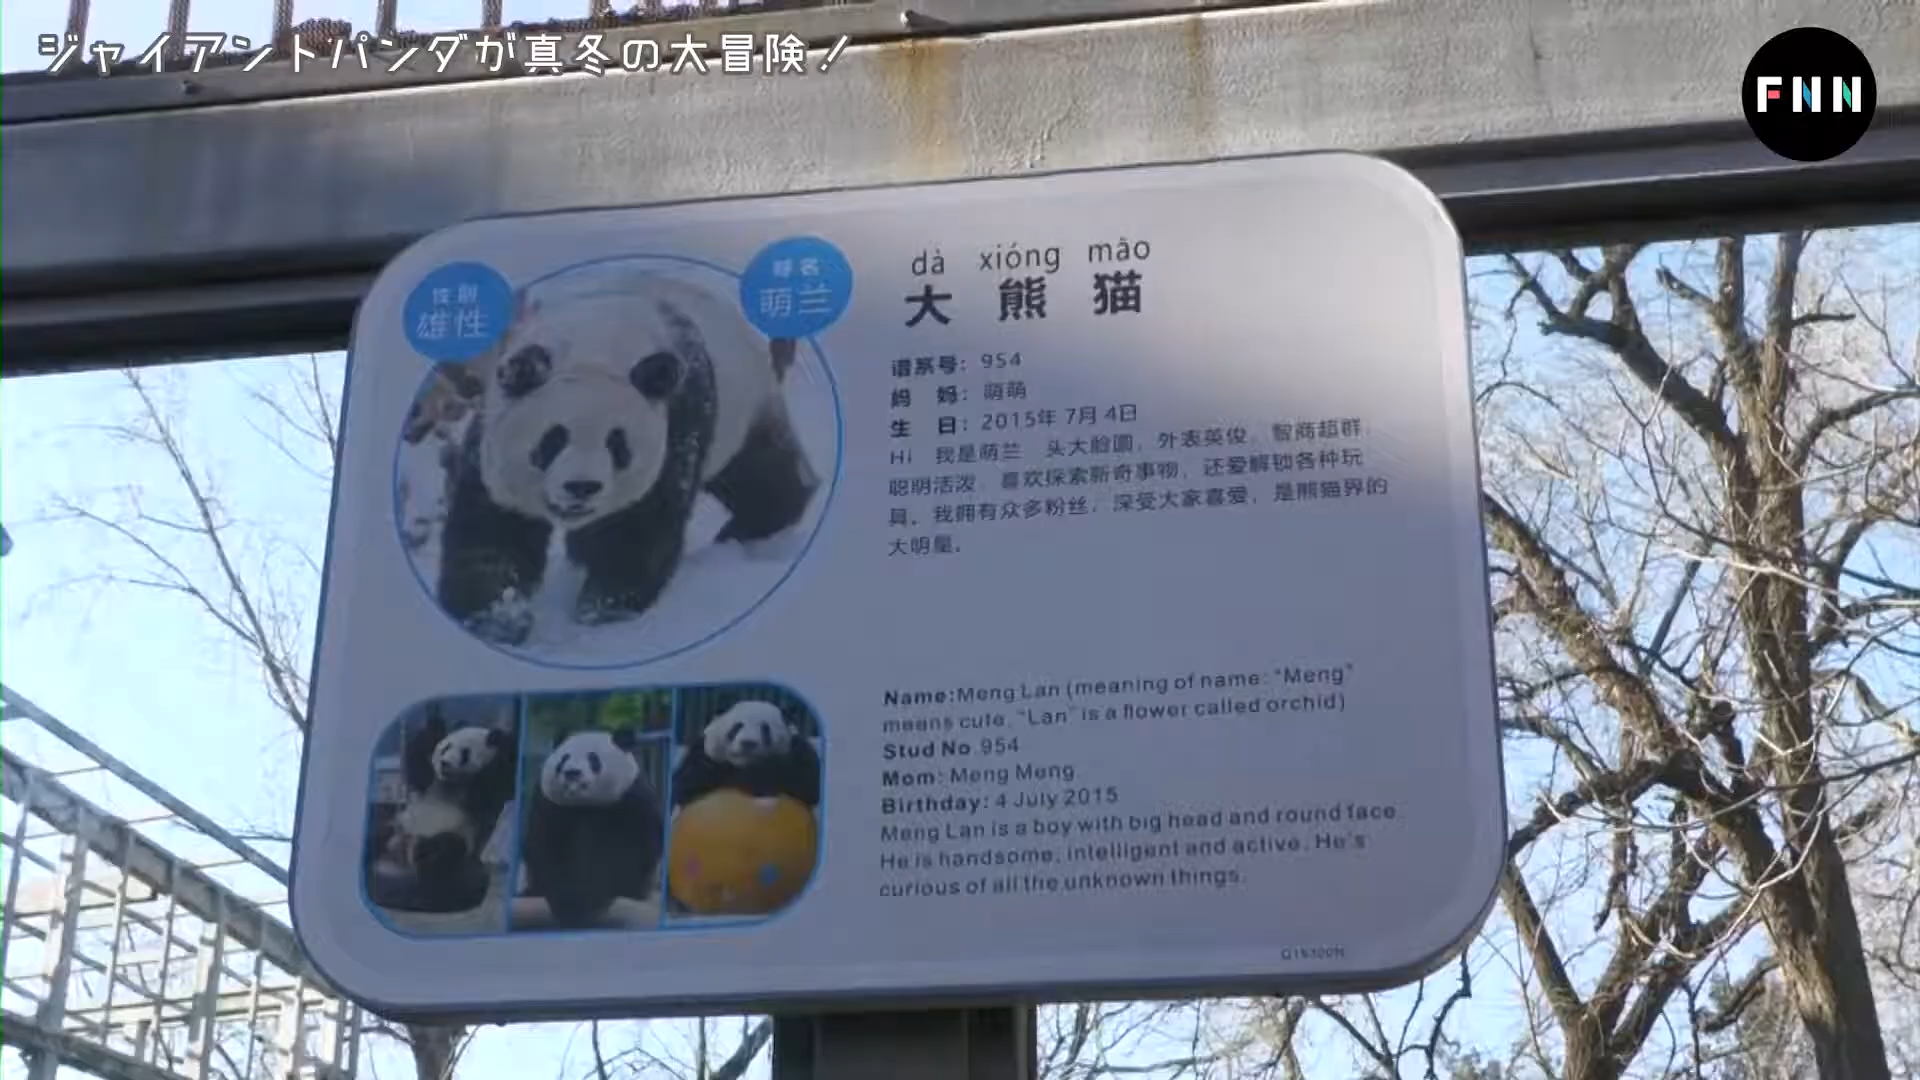 ジャイアントパンダが真冬の大冒険！
FNN
性别
雄性
尊名
萌兰
dà xióng māo
大熊猫
谱系号：954
妈 妈：萌萌
生 日：2015年 7月 4日
Hi 我是萌兰 头大脸圆，外表英俊，智商超群，
聪明活泼，喜欢探索新奇事物，还爱解锁各种玩
具。我拥有众多粉丝，深受大家喜爱，是熊猫界的
大明星。
Name:Meng Lan (meaning of name: "Meng"
means cute, "Lan" is a flower called orchid)
Stud No.954
Mom: Meng Meng
Birthday: 4 July 2015
Meng Lan is a boy with big head and round face.
He is handsome, intelligent and active. He's
curious of all the unknown things.